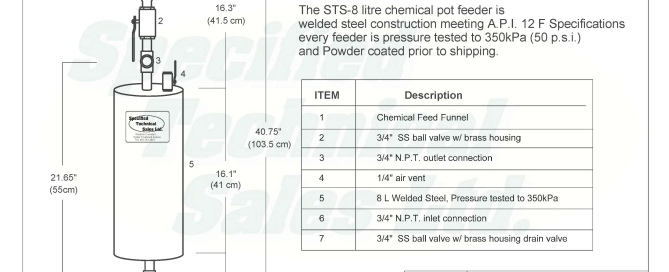 16.3"
(41.5 cm)
2
3
4
Specified
Technical
Sales Ltd.
40.75"
(103.5 cm)
5
21.65"
(55cm)
16.1"
(41 cm)
The STS-8 litre chemical pot feeder is
welded steel construction meeting A.P.I. 12 F Specifications
every feeder is pressure tested to 350kPa (50 p.s.i.)
and Powder coated prior to shipping.
ITEM Description
1 Chemical Feed Funnel
2 3/4" SS ball valve w/ brass housing
3 3/4" N.P.T. outlet connection
4 1/4" air vent
5 8 L Welded Steel, Pressure tested to 350kPa
6 3/4" N.P.T. inlet connection
7 3/4" SS ball valve w/ brass housing drain valve
Specified
Technical
Sales Ltd.